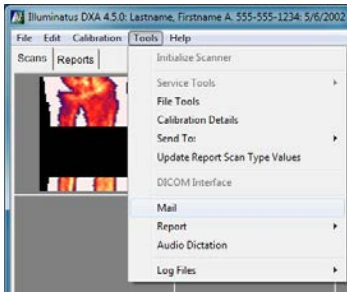 Illuminatus DXA 4.5.0: Lastname, Firstname A. 555-555-1234: 5/6/2002
File Edit Calibration Tools Help
Scans Reports
Initialize Scanner
Service Tools
File Tools
Calibration Details
Send To:
Update Report Scan Type Values
DICOM Interface
Mail
Report
Audio Dictation
Log Files